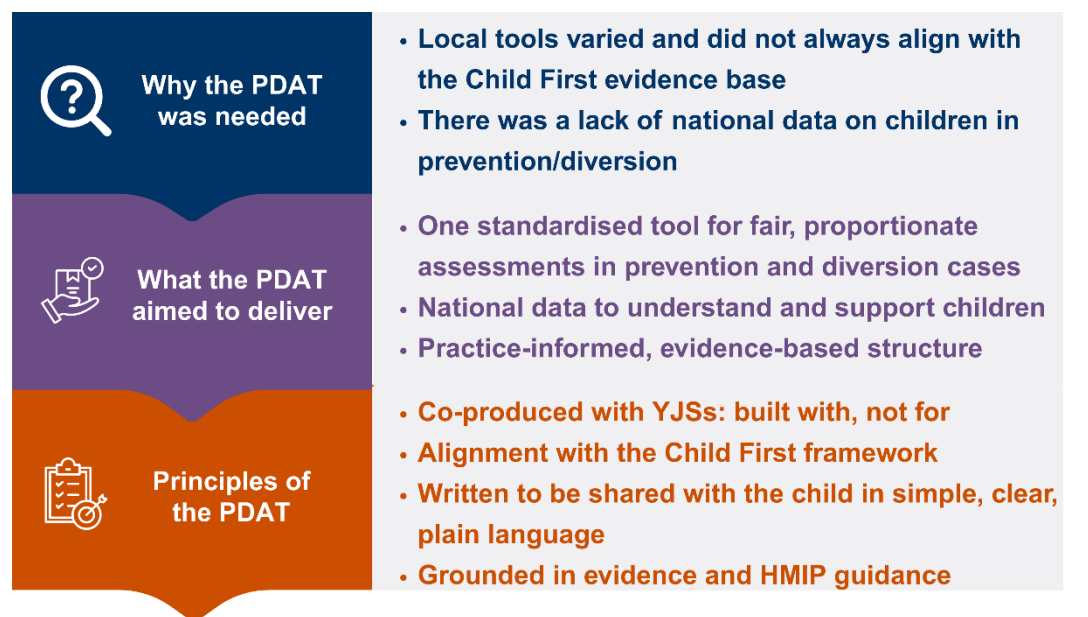 Why the PDAT
was needed
• Local tools varied and did not always align with
the Child First evidence base
• There was a lack of national data on children in
prevention/diversion
What the PDAT
aimed to deliver
• One standardised tool for fair, proportionate
assessments in prevention and diversion cases
• National data to understand and support children
• Practice-informed, evidence-based structure
Principles of
the PDAT
• Co-produced with YJSs: built with, not for
• Alignment with the Child First framework
• Written to be shared with the child in simple, clear,
plain language
• Grounded in evidence and HMIP guidance